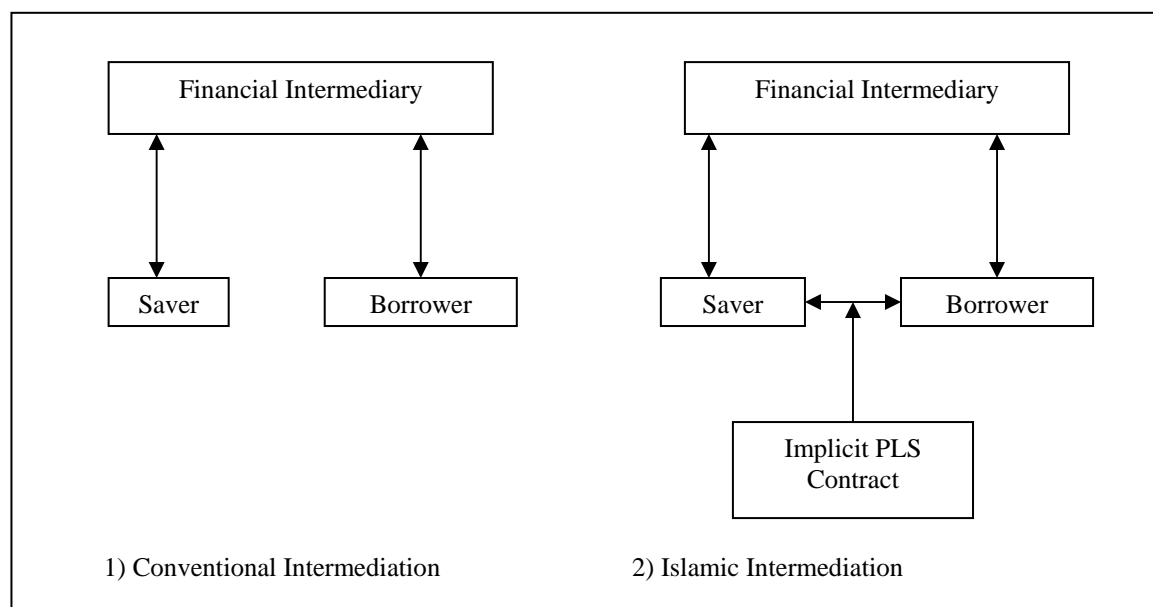 Financial Intermediary
Saver
Borrower
1) Conventional Intermediation
Financial Intermediary
Saver
Borrower
Implicit PLS
Contract
2) Islamic Intermediation